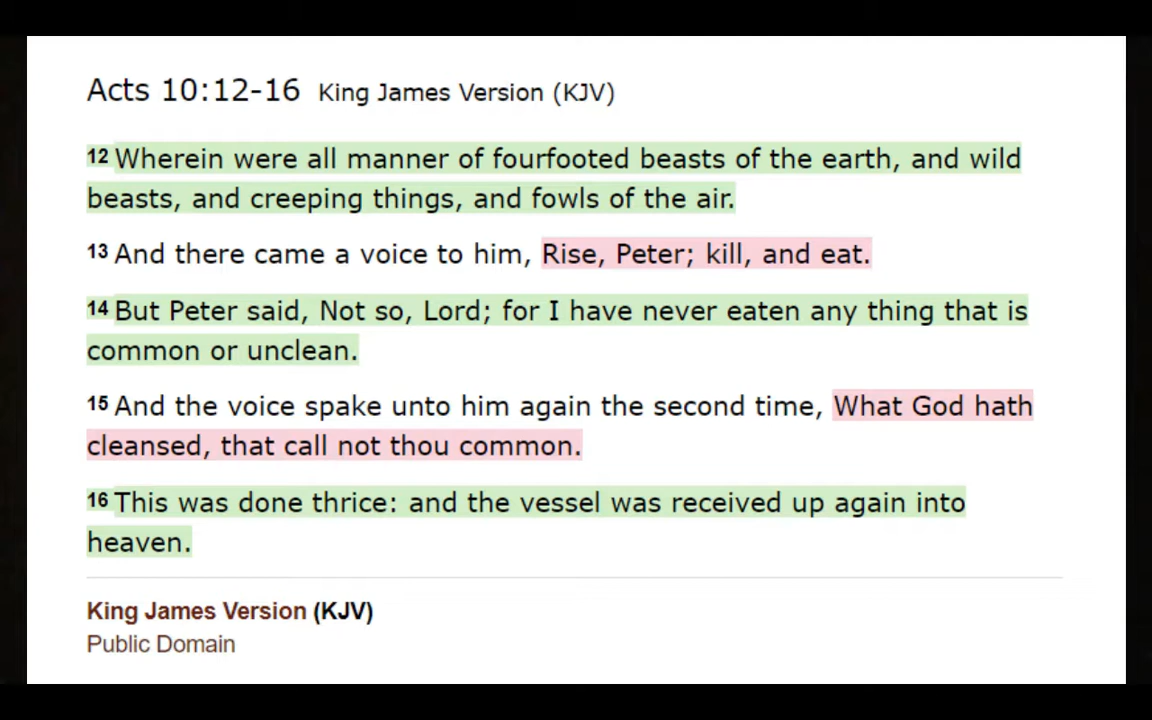 Acts 10:12-16 King James Version (KJV)
12 Wherein were all manner of fourfooted beasts of the earth, and wild
beasts, and creeping things, and fowls of the air.
13 And there came a voice to him, Rise, Peter; kill, and eat.
14 But Peter said, Not so, Lord; for I have never eaten any thing that is
common or unclean.
15 And the voice spake unto him again the second time, What God hath
cleansed, that call not thou common.
16 This was done thrice: and the vessel was received up again into
heaven.
King James Version (KJV)
Public Domain